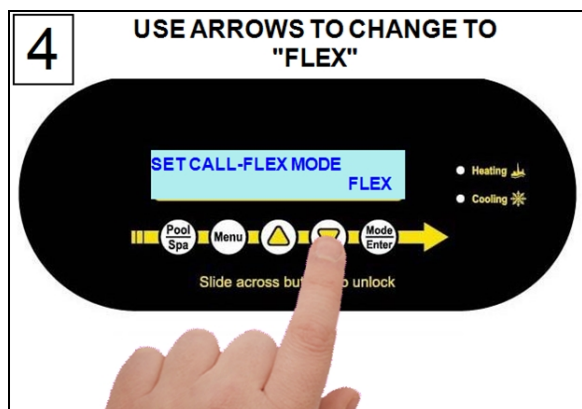 4
USE ARROWS TO CHANGE TO
"FLEX"
SET CALL-FLEX MODE
FLEX
Heating
Cooling
Pool
Spa
Menu
Mode
Enter
Slide across but o unlock